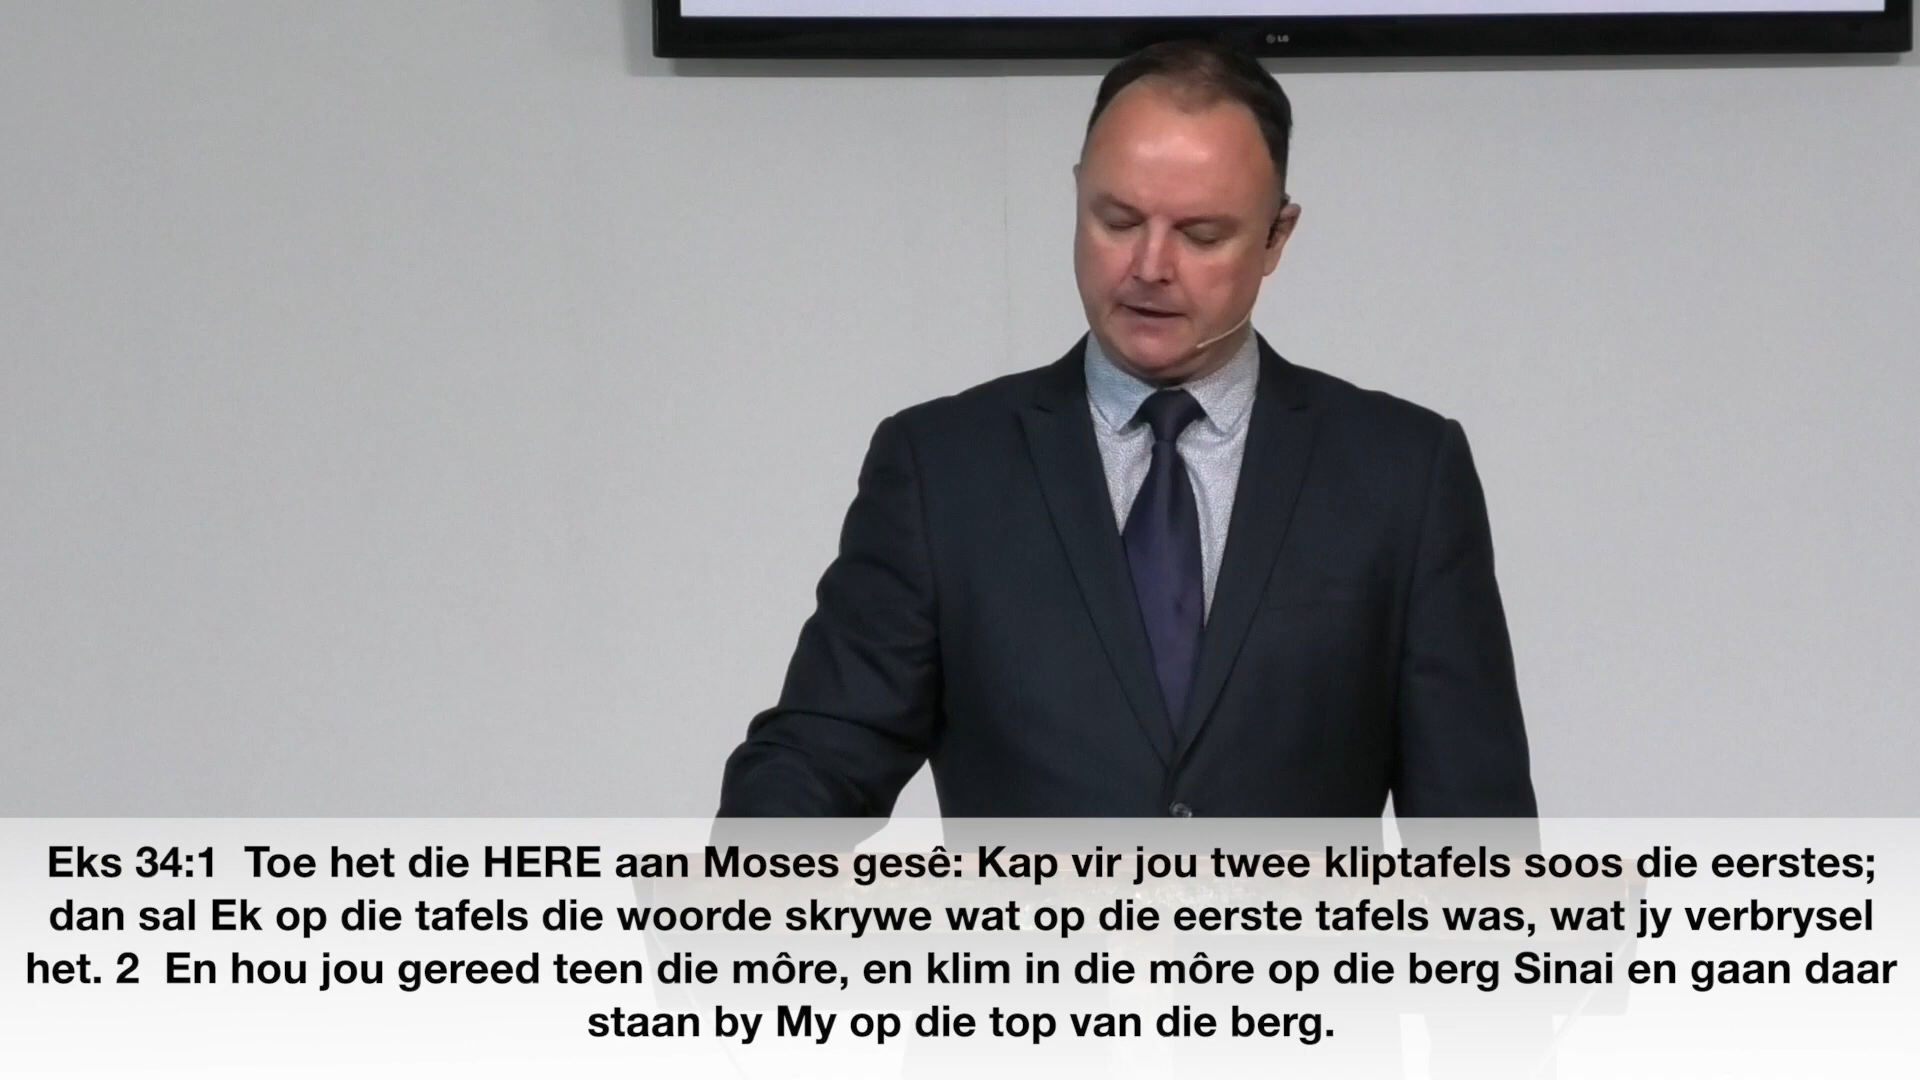 LG
Eks 34:1 Toe het die HERE aan Moses gesê: Kap vir jou twee kliptafels soos die eerstes;
dan sal Ek op die tafels die woorde skrywe wat op die eerste tafels was, wat jy verbrysel
het. 2 En hou jou gereed teen die môre, en klim in die môre op die berg Sinai en gaan daar
staan by My op die top van die berg.